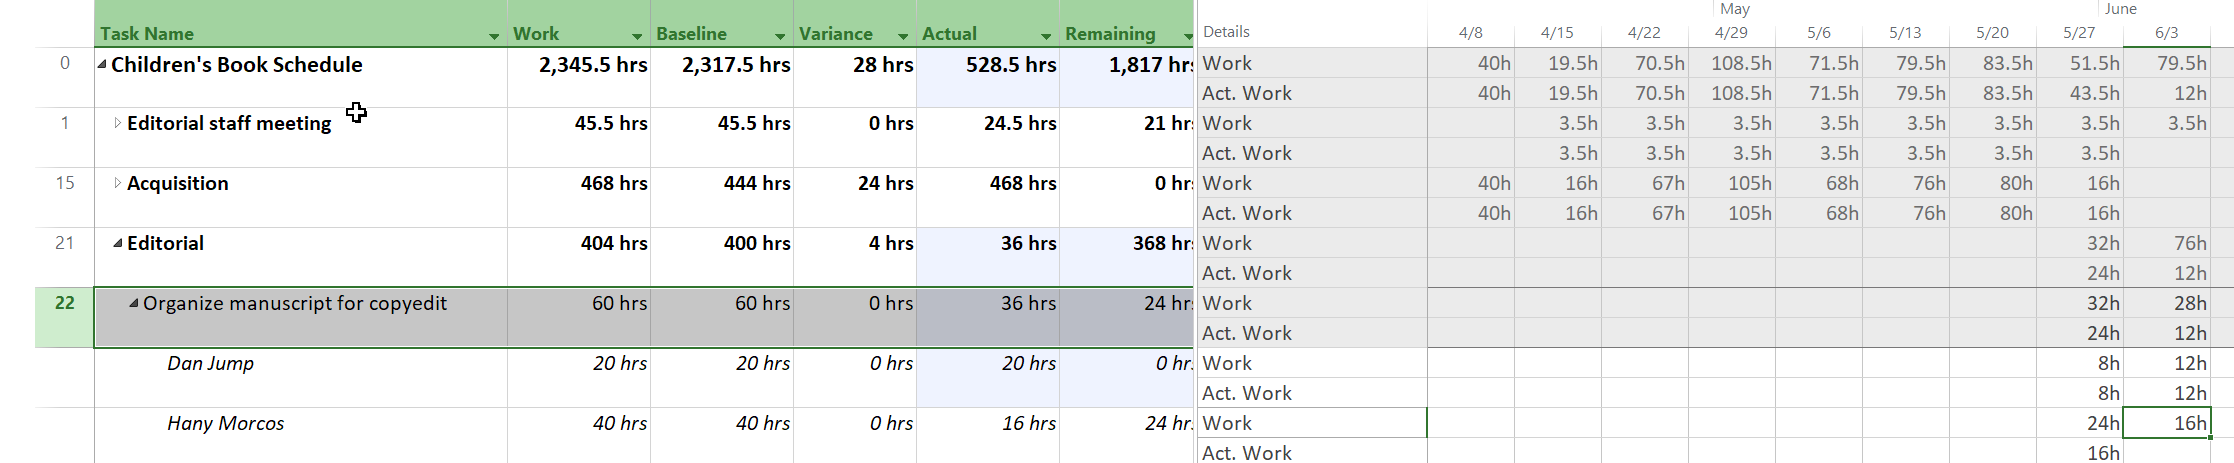 May June
Task Name Work Baseline Variance Actual Remaining Details 4/8 4/15 4/22 4/29 5/6 5/13 5/20 5/27 6/3
0 Children's Book Schedule 2,345.5 hrs 2,317.5 hrs 28 hrs 528.5 hrs 1,817 hrs Work 40h 19.5h 70.5h 108.5h 71.5h 79.5h 83.5h 51.5h 79.5h
Act. Work 40h 19.5h 70.5h 108.5h 71.5h 79.5h 83.5h 43.5h 12h
1 Editorial staff meeting 45.5 hrs 45.5 hrs 0 hrs 24.5 hrs 21 hrs Work 3.5h 3.5h 3.5h 3.5h 3.5h 3.5h 3.5h 3.5h
Act. Work 3.5h 3.5h 3.5h 3.5h 3.5h 3.5h 3.5h
15 Acquisition 468 hrs 444 hrs 24 hrs 468 hrs 0 hrs Work 40h 16h 67h 105h 68h 76h 80h 16h
Act. Work 40h 16h 67h 105h 68h 76h 80h 16h
21 Editorial 404 hrs 400 hrs 4 hrs 36 hrs 368 hrs Work 32h 76h
Act. Work 24h 12h
22 Organize manuscript for copyedit 60 hrs 60 hrs 0 hrs 36 hrs 24 hrs Work 32h 28h
Act. Work 24h 12h
Dan Jump 20 hrs 20 hrs 0 hrs 20 hrs 0 hrs Work 8h 12h
Act. Work 8h 12h
Hany Morcos 40 hrs 40 hrs 0 hrs 16 hrs 24 hrs Work 24h 16h
Act. Work 16h